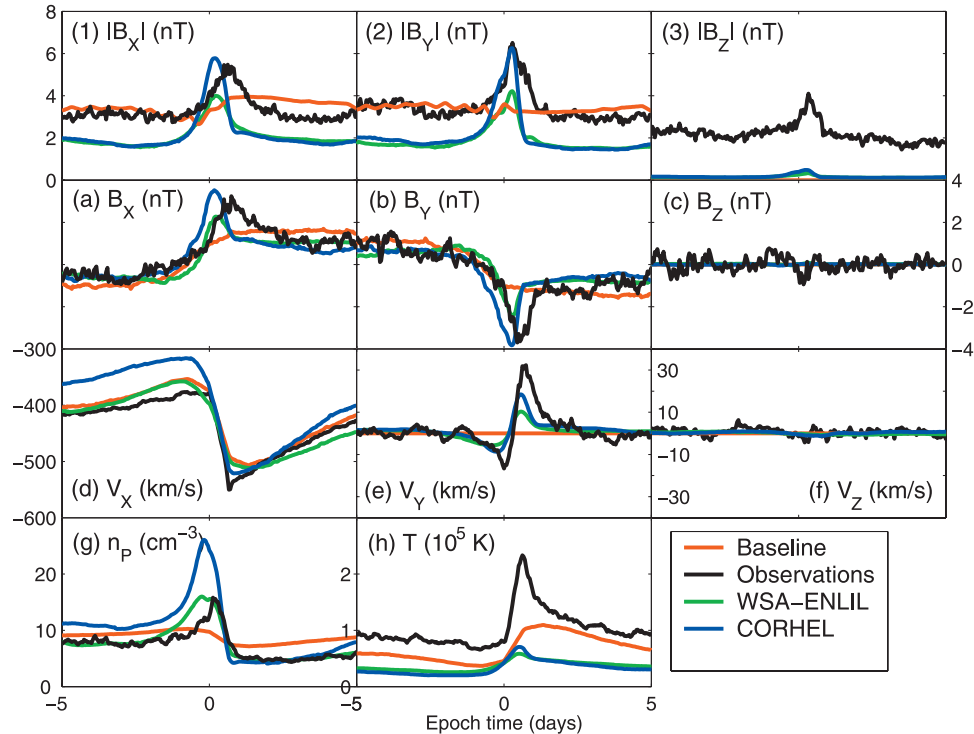 8
6
4
2
0
(1) |B_X| (nT)
(2) |B_Y| (nT)
(3) |B_Z| (nT)
(a) B_X (nT)
(b) B_Y (nT)
(c) B_Z (nT)
4
2
0
−2
−4
−300
−400
−500
−600
(d) V_X (km/s)
(e) V_Y (km/s)
(f) V_Z (km/s)
30
10
−10
−30
(g) n_P (cm⁻³)
(h) T (10⁵ K)
20
10
0
2
1
0
−5
0
−5
5
0
5
Epoch time (days)
Baseline
Observations
WSA−ENLIL
CORHEL